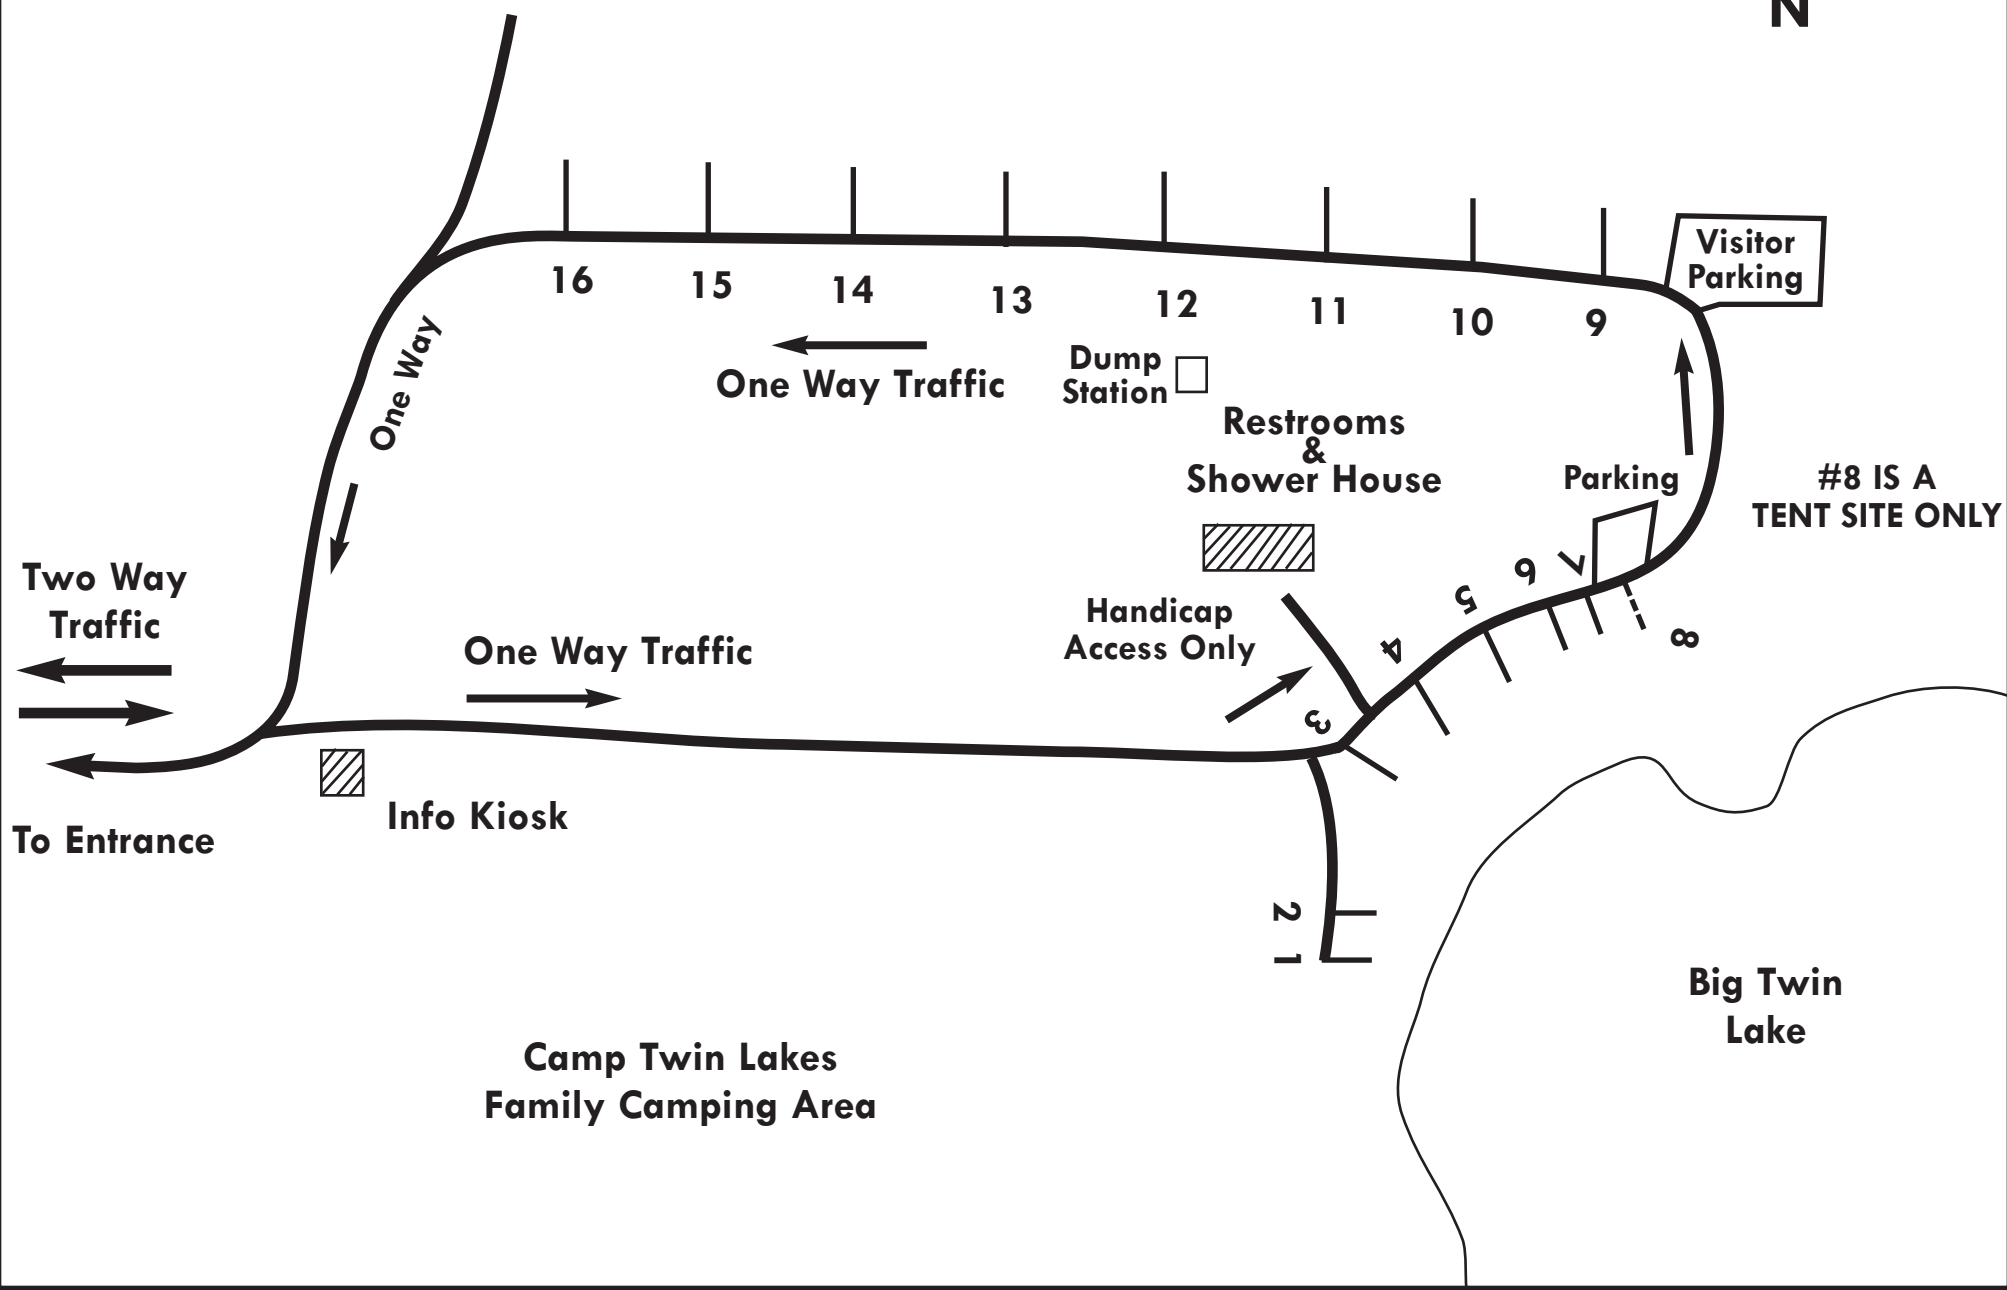 N
16
15
14
13
12
11
10
9
Visitor
Parking
One Way
One Way Traffic
Dump
Station
Restrooms
&
Shower House
Parking
#8 IS A
TENT SITE ONLY
Two Way
Traffic
One Way Traffic
Handicap
Access Only
7
6
5
4
3
8
Info Kiosk
To Entrance
2
1
Big Twin
Lake
Camp Twin Lakes
Family Camping Area